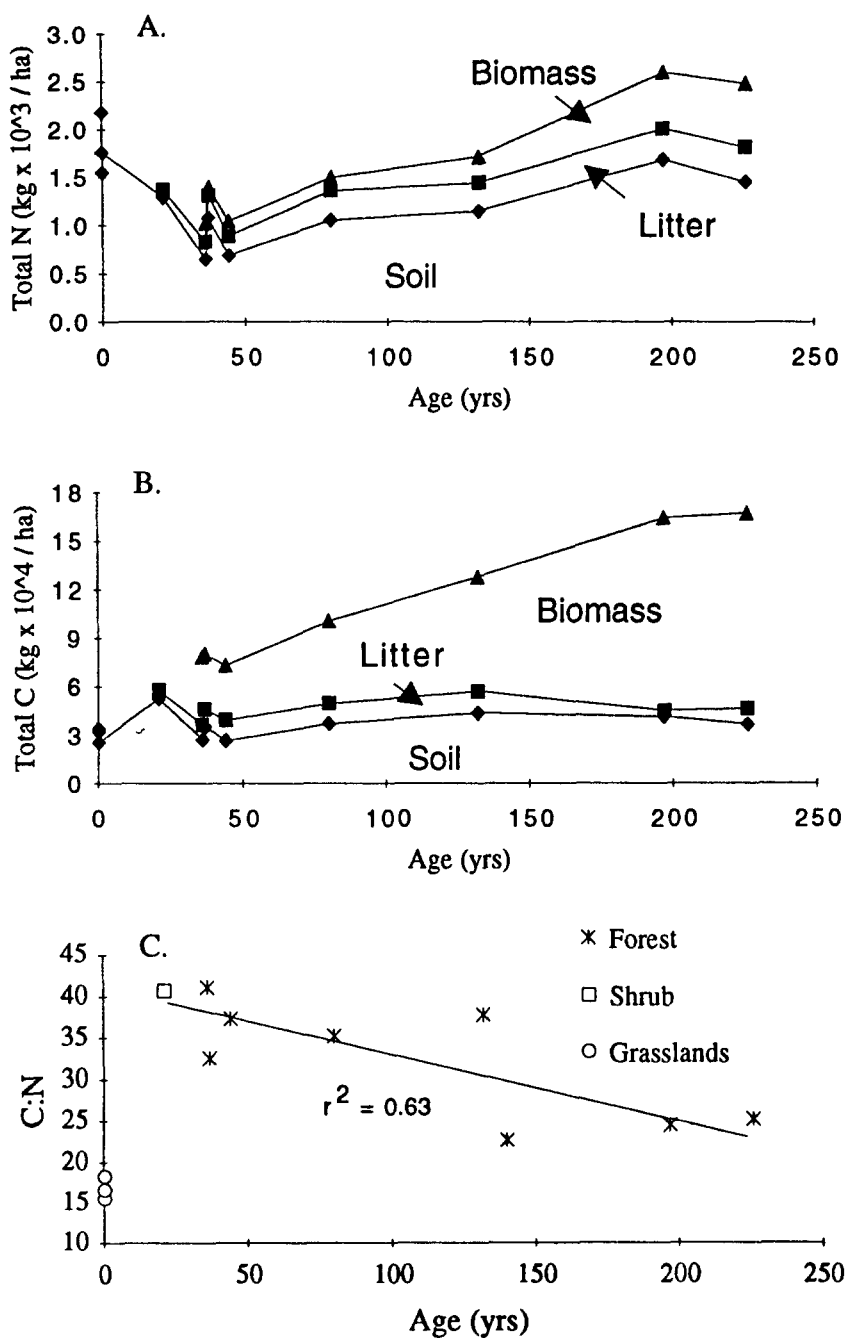 A.
3.0
2.5
2.0
1.5
1.0
0.5
0.0
Total N (kg x 10^3 / ha)
Biomass
Litter
Soil
0 50 100 150 200 250
Age (yrs)
B.
18
15
12
9
6
3
0
Total C (kg x 10^4 / ha)
Biomass
Litter
Soil
0 50 100 150 200 250
Age (yrs)
C.
45
40
35
30
25
20
15
10
C:N
Forest
Shrub
Grasslands
r2 = 0.63
0 50 100 150 200 250
Age (yrs)